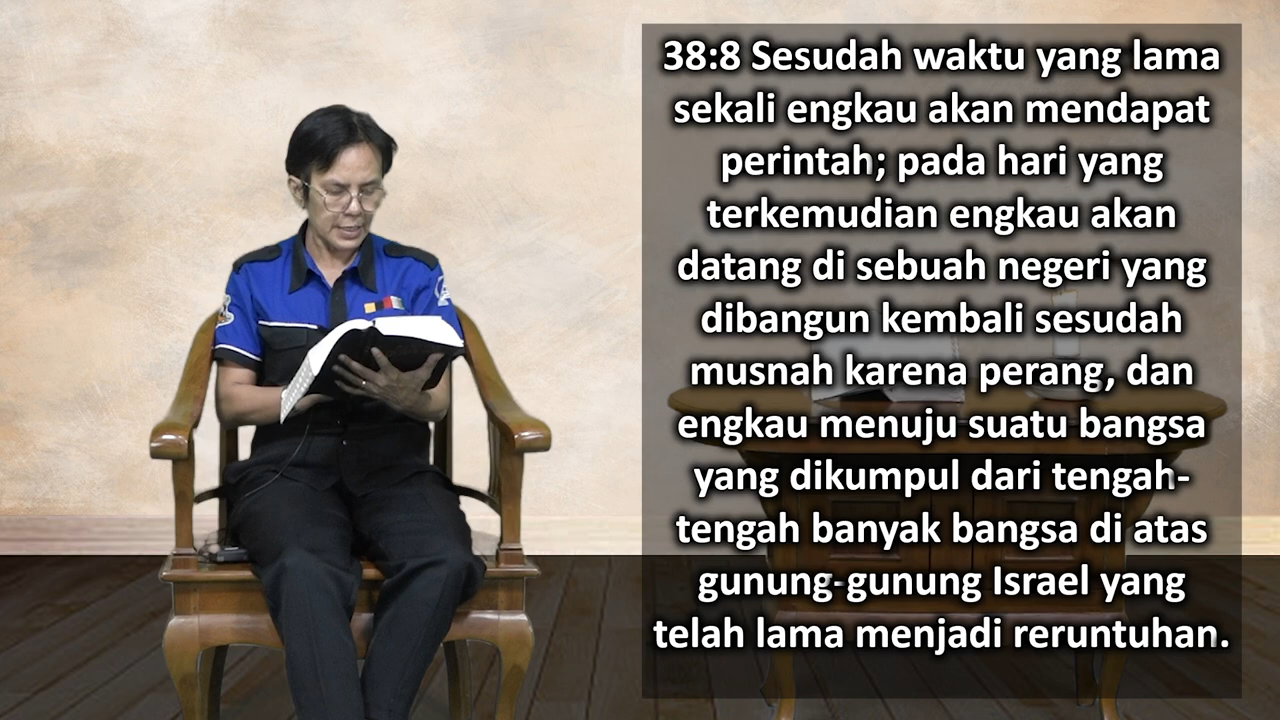 38:8 Sesudah waktu yang lama
sekali engkau akan mendapat
perintah; pada hari yang
terkemudian engkau akan
datang di sebuah negeri yang
dibangun kembali sesudah
musnah karena perang, dan
engkau menuju suatu bangsa
yang dikumpul dari tengah-
tengah banyak bangsa di atas
gunung-gunung Israel yang
telah lama menjadi reruntuhan.